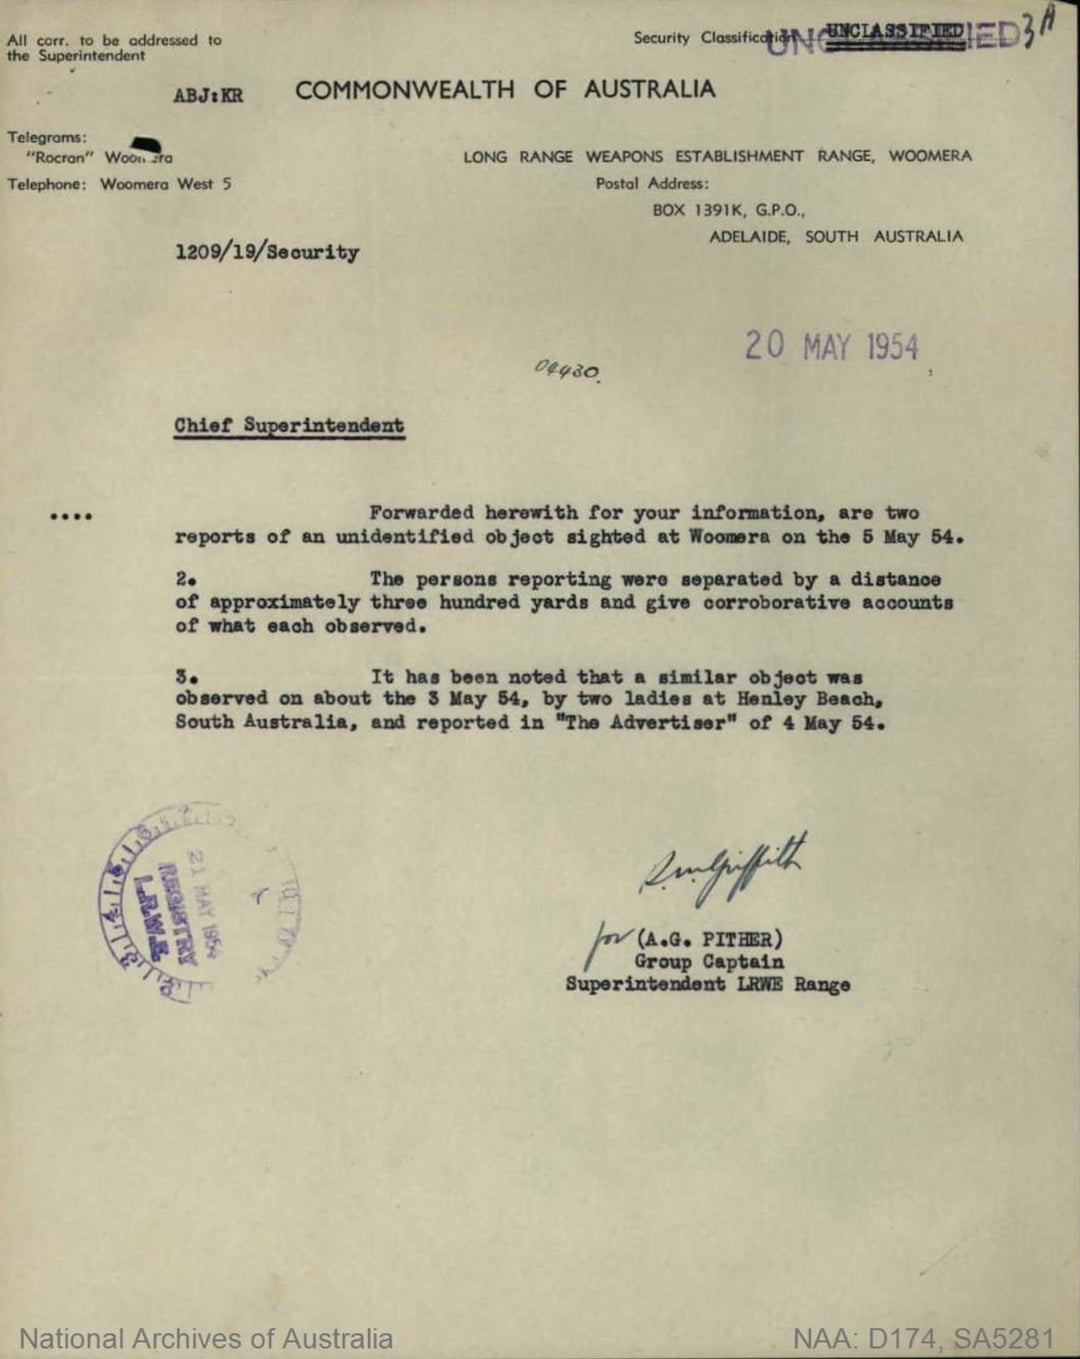 All corr. to be addressed to
the Superintendent
Security Classification UNCLASSIFIED
3A
ABJ:KR
COMMONWEALTH OF AUSTRALIA
Telegrams:
"Rocran" Woomera
Telephone: Woomera West 5
LONG RANGE WEAPONS ESTABLISHMENT RANGE, WOOMERA
Postal Address:
BOX 1391K, G.P.O.,
ADELAIDE, SOUTH AUSTRALIA
1209/19/Security
20 MAY 1954
Chief Superintendent
.... Forwarded herewith for your information, are two
reports of an unidentified object sighted at Woomera on the 5 May 54.
2. The persons reporting were separated by a distance
of approximately three hundred yards and give corroborative accounts
of what each observed.
3. It has been noted that a similar object was
observed on about the 3 May 54, by two ladies at Henley Beach,
South Australia, and reported in "The Advertiser" of 4 May 54.
21 MAY 1954
REGISTRY
L.R.W.E.
for (A.G. PITHER)
Group Captain
Superintendent LRWE Range
National Archives of Australia
NAA: D174, SA5281